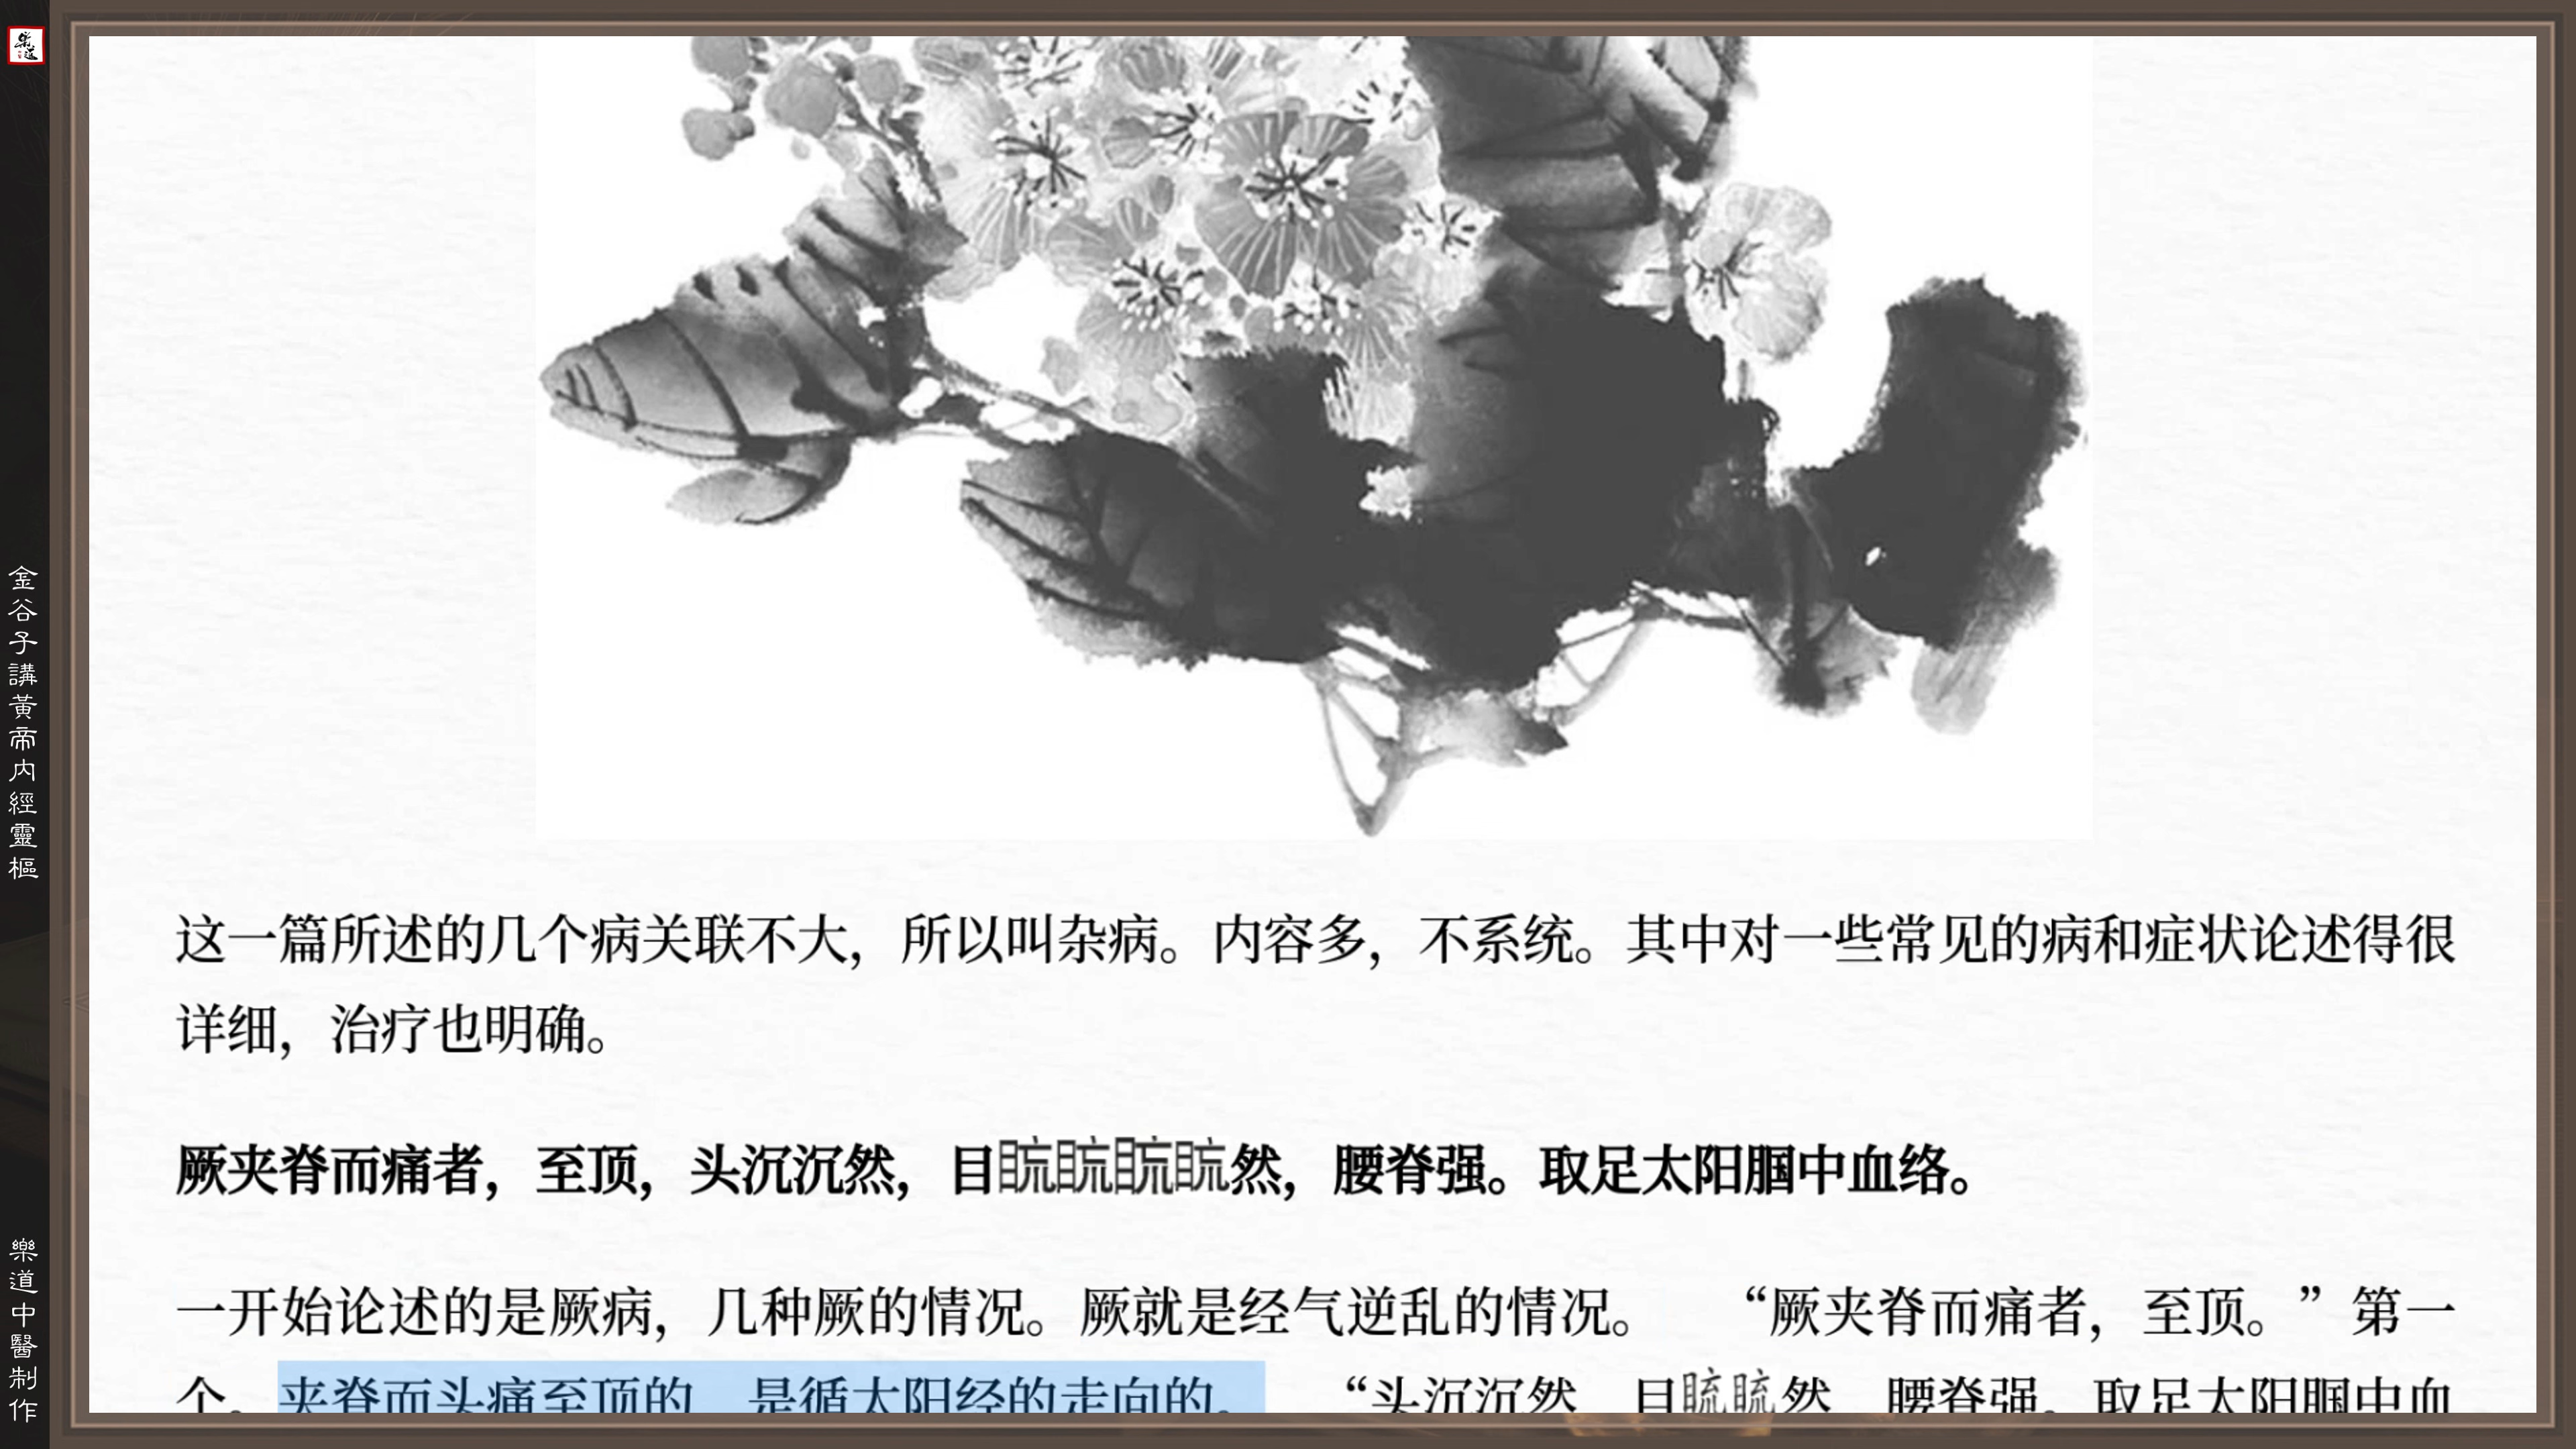 樂道
金谷子講黃帝内經靈樞
樂道中醫制作
这一篇所述的几个病关联不大，所以叫杂病。内容多，不系统。其中对一些常见的病和症状论述得很
详细，治疗也明确。
厥夹脊而痛者，至顶，头沉沉然，目䀮䀮䀮䀮然，腰脊强。取足太阳腘中血络。
一开始论述的是厥病，几种厥的情况。厥就是经气逆乱的情况。 “厥夹脊而痛者，至顶。”第一
个。夹脊而头痛至顶的，是循太阳经的走向的。 “头沉沉然，目䀮䀮然，腰脊强。取足太阳腘中血